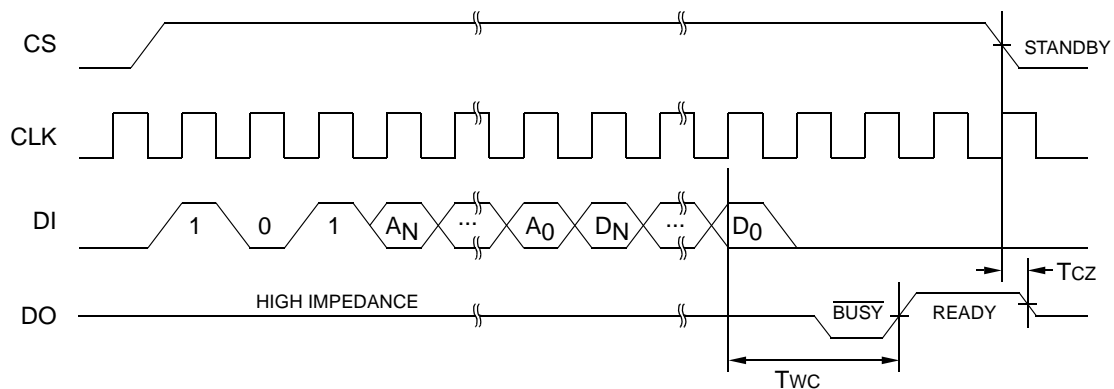 CS
STANDBY
CLK
DI
1 0 1 AN ... A0 DN ... D0
TCZ
HIGH IMPEDANCE
DO
BUSY
READY
TWC